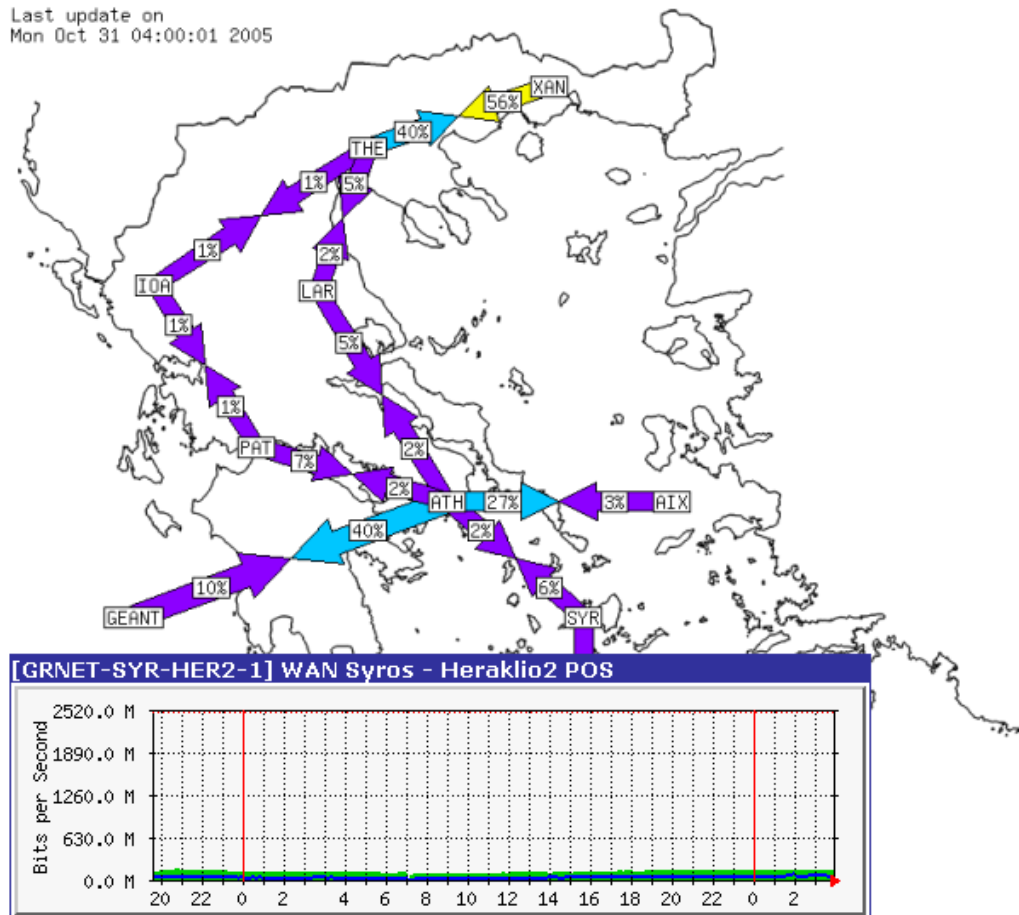 Last update on
Mon Oct 31 04:00:01 2005
XAN
56%
40%
THE
1%
5%
1%
2%
IOA
LAR
1%
5%
1%
2%
PAT
7%
2%
ATH
27%
3%
AIX
40%
2%
10%
6%
GEANT
SYR
[GRNET-SYR-HER2-1] WAN Syros - Heraklio2 POS
Bits per Second
2520.0 M
1890.0 M
1260.0 M
630.0 M
0.0 M
20 22 0 2 4 6 8 10 12 14 16 18 20 22 0 2